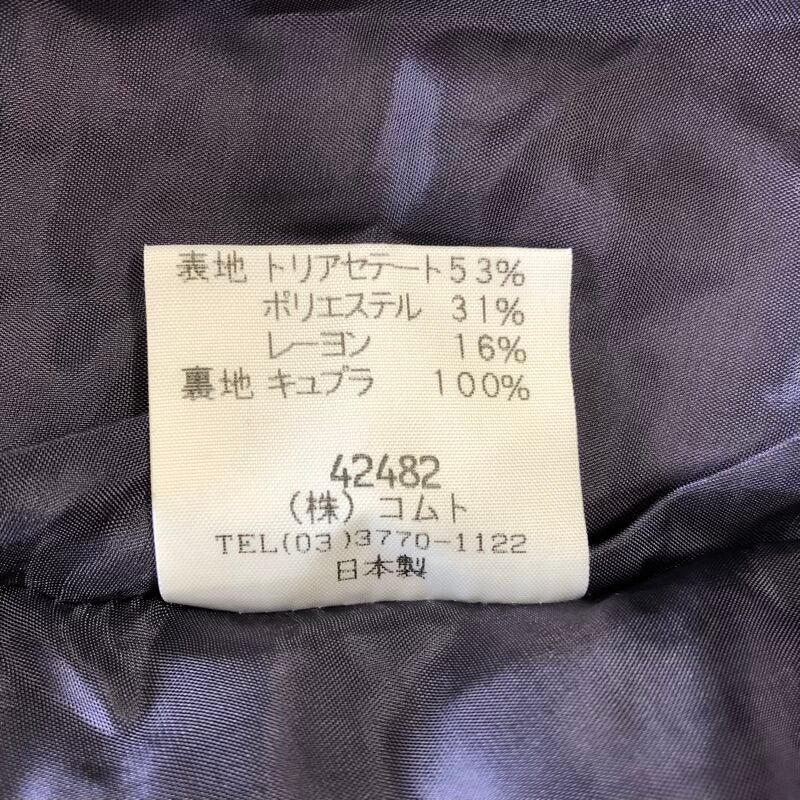 表地 トリアセテート 53%
ポリエステル 31%
レーヨン 16%
裏地 キュプラ 100%
42482
(株) コムト
TEL(03)3770-1122
日本製